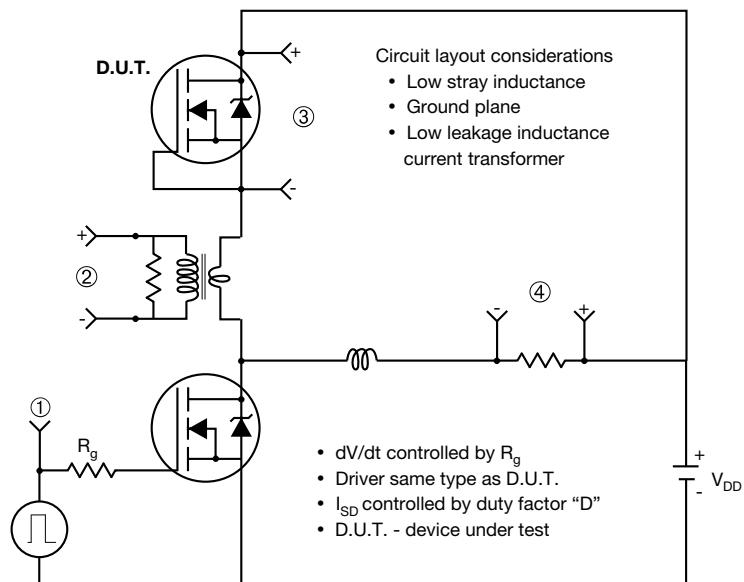 D.U.T.
+
Circuit layout considerations
• Low stray inductance
• Ground plane
• Low leakage inductance
current transformer
③
-
+
②
-
④
-
+
①
R_g
• dV/dt controlled by R_g
• Driver same type as D.U.T.
• I_SD controlled by duty factor “D”
• D.U.T. - device under test
+
-
V_DD